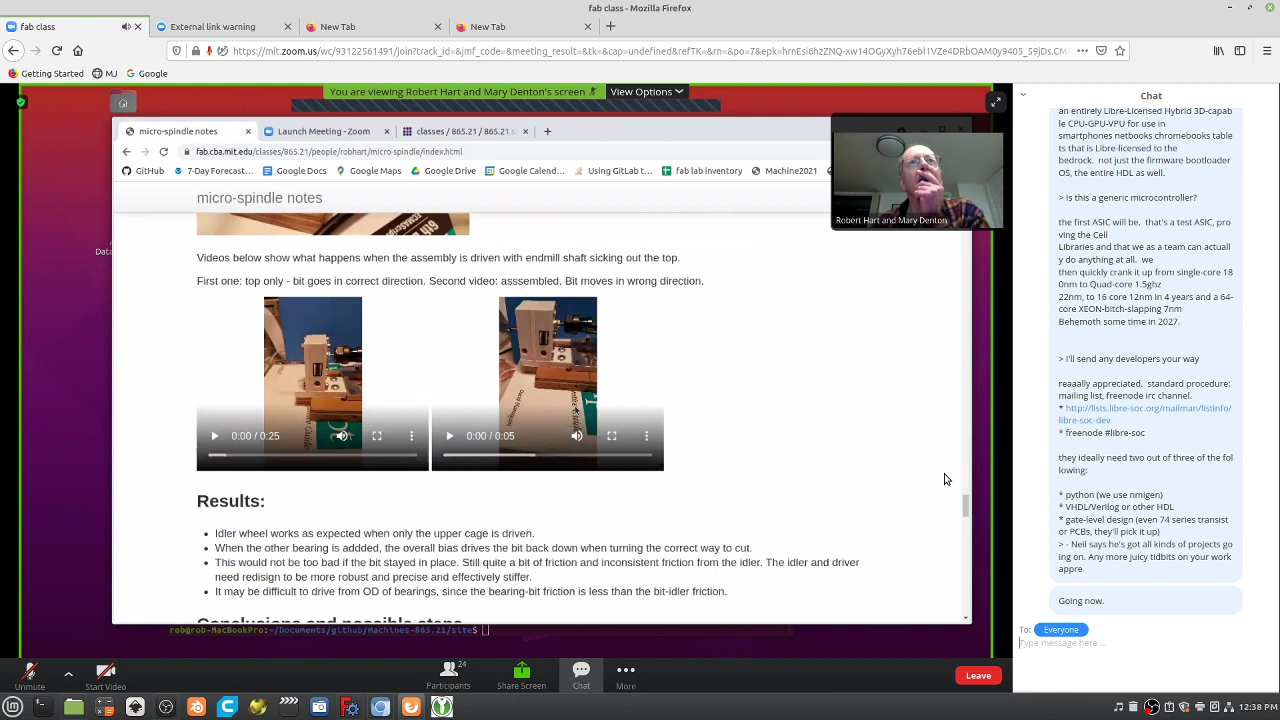 fab class - Mozilla Firefox
fab class
External link warning
New Tab
New Tab
https://mit.zoom.us/wc/93122561491/join?track_id=&jmf_code=&meeting_result=&tk=&cap=undefined&refTK=&rn=&po=7&epk=
Getting Started
MJ
Google
You are viewing Robert Hart and Mary Denton's screen
View Options
micro-spindle notes
Launch Meeting - Zoom
classes / 865.21 / 865.21
fab.cba.mit.edu/classes/865.21/people/robhart/micro-spindle/index.html
GitHub
7-Day Forecast...
Google Docs
Google Maps
Google Drive
Google Calend...
Using GitLab t...
fab lab inventory
Machine2021
Robert Hart and Mary Denton
micro-spindle notes
Videos below show what happens when the assembly is driven with endmill shaft sicking out the top.
First one: top only - bit goes in correct direction. Second video: asssembled. Bit moves in wrong direction.
0:00 / 0:25
0:00 / 0:05
Results:
Idler wheel works as expected when only the upper cage is driven.
When the other bearing is addded, the overall bias drives the bit back down when turning the correct way to cut.
This would not be too bad if the bit stayed in place. Still quite a bit of friction and inconsistent friction from the idler. The idler and driver
need redisign to be more robust and precise and effectively stiffer.
It may be difficult to drive from OD of bearings, since the bearing-bit friction is less than the bit-idler friction.
Conclusions and possible steps
rob@rob-MacBookPro:~/Documents/github/machines-865.21/site$
Chat
an entirely Libre-Licensed Hybrid 3D-capab
le CPU-GPU-VPU for use in
smartphones netbooks chromebooks table
ts that is Libre-licensed to the
bedrock. not just the firmware bootloader
OS, the entire HDL as well.
> Is this a generic microcontroller?
the first ASIC will be. that's a test ASIC, pro
ving the Cell
Libraries and that we as a team can actuall
y do anything at all. we
then quickly crank it up from single-core 18
0nm to Quad-core 1.5ghz
22nm, to 16 core 12nm in 4 years and a 64-
core XEON-bitch-slapping 7nm
Behemoth some time in 2027.
> I'll send any developers your way
reaaally appreciated. standard procedure:
mailing list, freenode irc channel.
* http://lists.libre-soc.org/mailman/listinfo/
libre-soc-dev
* freenode #libre-soc
they ideally need two out of three of the fol
lowing:
* python (we use nmigen)
* VHDL/Verilog or other HDL
* gate-level design (even 74 series transist
or PCBs, they'll pick it up)
> - Neil says he's got all kinds of projects go
ing on. Any more juicy tidbits on your work
appre
Going now.
To: Everyone
Type message here ...
Unmute
Start Video
24
Participants
Share Screen
Chat
More
Leave
12:38 PM